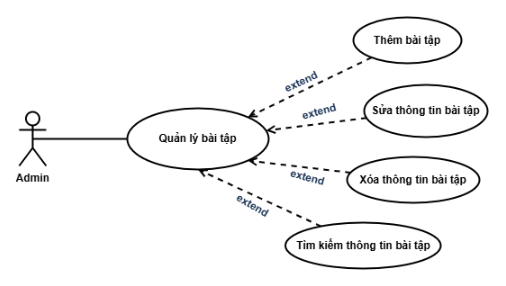 Thêm bài tập
extend
Sửa thông tin bài tập
extend
Quản lý bài tập
Admin
extend
Xóa thông tin bài tập
extend
Tìm kiếm thông tin bài tập